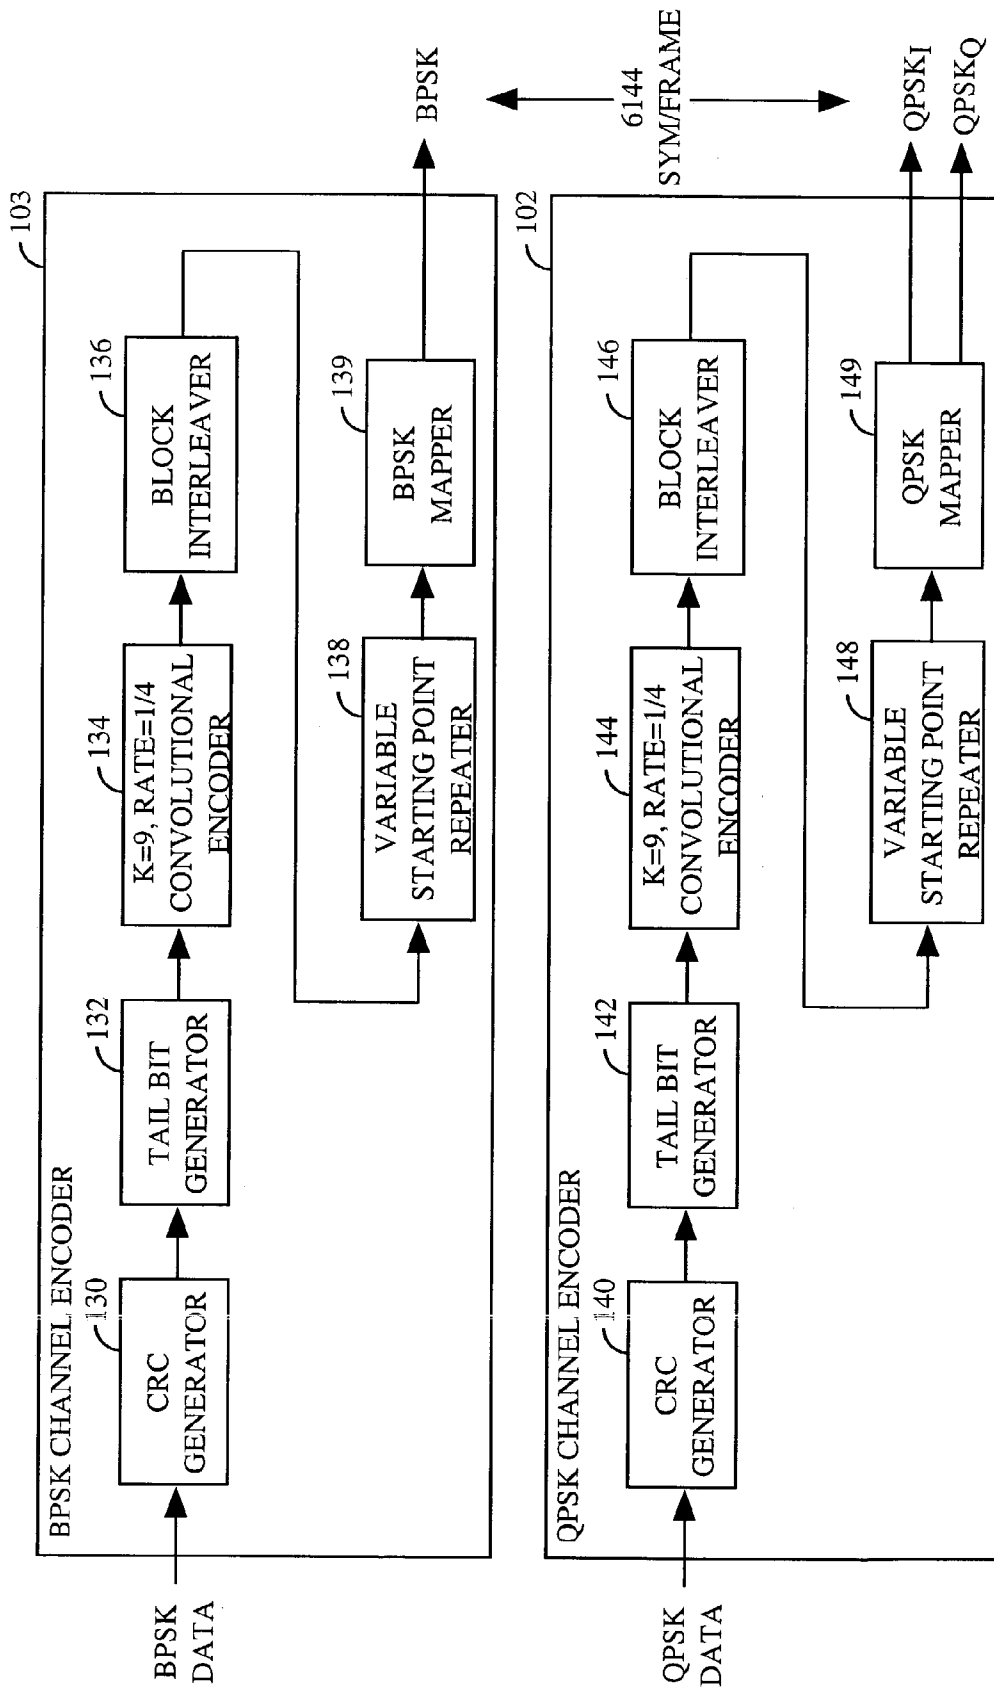 BPSK CHANNEL ENCODER
103
BPSK
DATA
130
CRC
GENERATOR
132
TAIL BIT
GENERATOR
134
K=9, RATE=1/4
CONVOLUTIONAL
ENCODER
136
BLOCK
INTERLEAVER
138
VARIABLE
STARTING POINT
REPEATER
139
BPSK
MAPPER
BPSK
6144
SYM/FRAME
QPSK CHANNEL ENCODER
102
QPSK
DATA
140
CRC
GENERATOR
142
TAIL BIT
GENERATOR
144
K=9, RATE=1/4
CONVOLUTIONAL
ENCODER
146
BLOCK
INTERLEAVER
148
VARIABLE
STARTING POINT
REPEATER
149
QPSK
MAPPER
QPSKI
QPSKQ